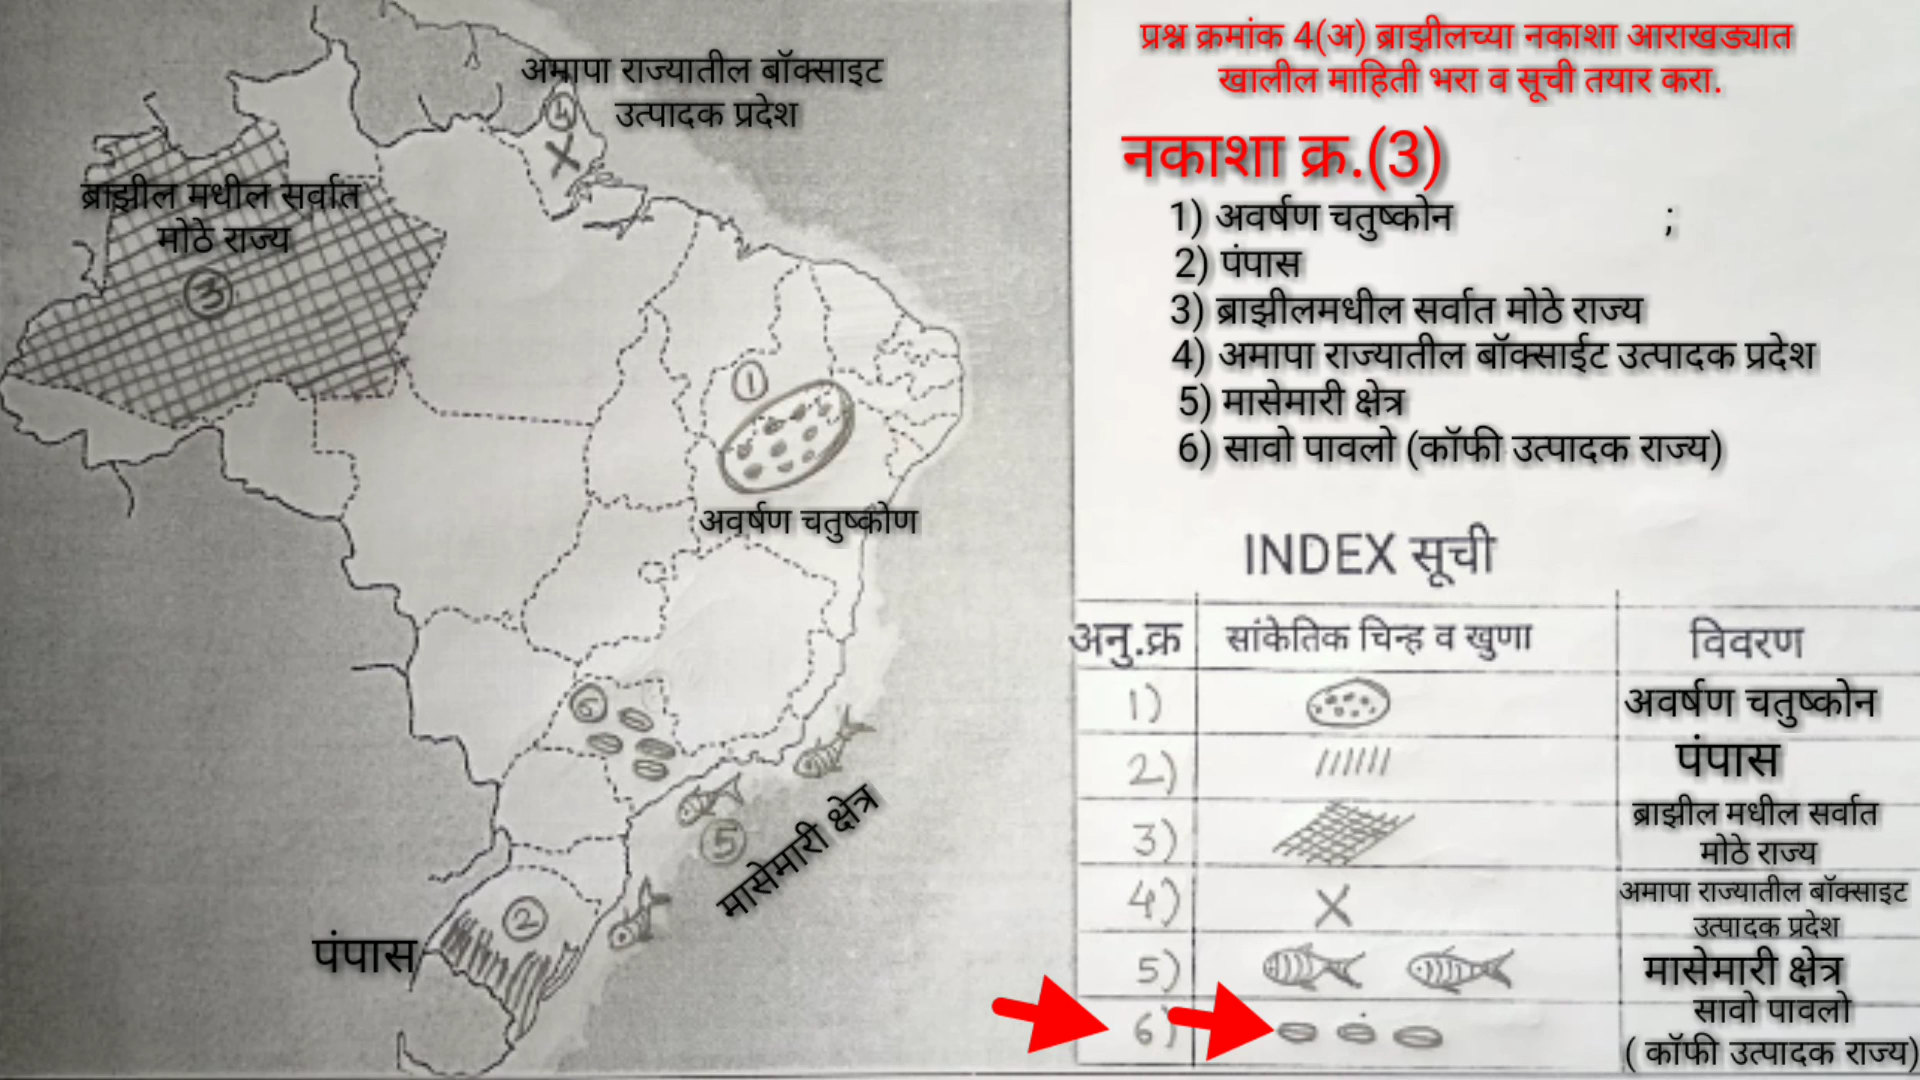 अमापा राज्यातील बॉक्साइट
उत्पादक प्रदेश
4
X
ब्राझील मधील सर्वात
मोठे राज्य
3
1
अवर्षण चतुष्कोण
6
5
मासेमारी क्षेत्र
2
पंपास
प्रश्न क्रमांक 4(अ) ब्राझीलच्या नकाशा आराखड्यात
खालील माहिती भरा व सूची तयार करा.
नकाशा क्र.(3)
1) अवर्षण चतुष्कोन ;
2) पंपास
3) ब्राझीलमधील सर्वात मोठे राज्य
4) अमापा राज्यातील बॉक्साईट उत्पादक प्रदेश
5) मासेमारी क्षेत्र
6) सावो पावलो (कॉफी उत्पादक राज्य)
INDEX सूची
अनु.क्र सांकेतिक चिन्ह व खुणा विवरण
1) अवर्षण चतुष्कोन
2) पंपास
3) ब्राझील मधील सर्वात
मोठे राज्य
4) X अमापा राज्यातील बॉक्साइट
उत्पादक प्रदेश
5) मासेमारी क्षेत्र
6) सावो पावलो
( कॉफी उत्पादक राज्य)